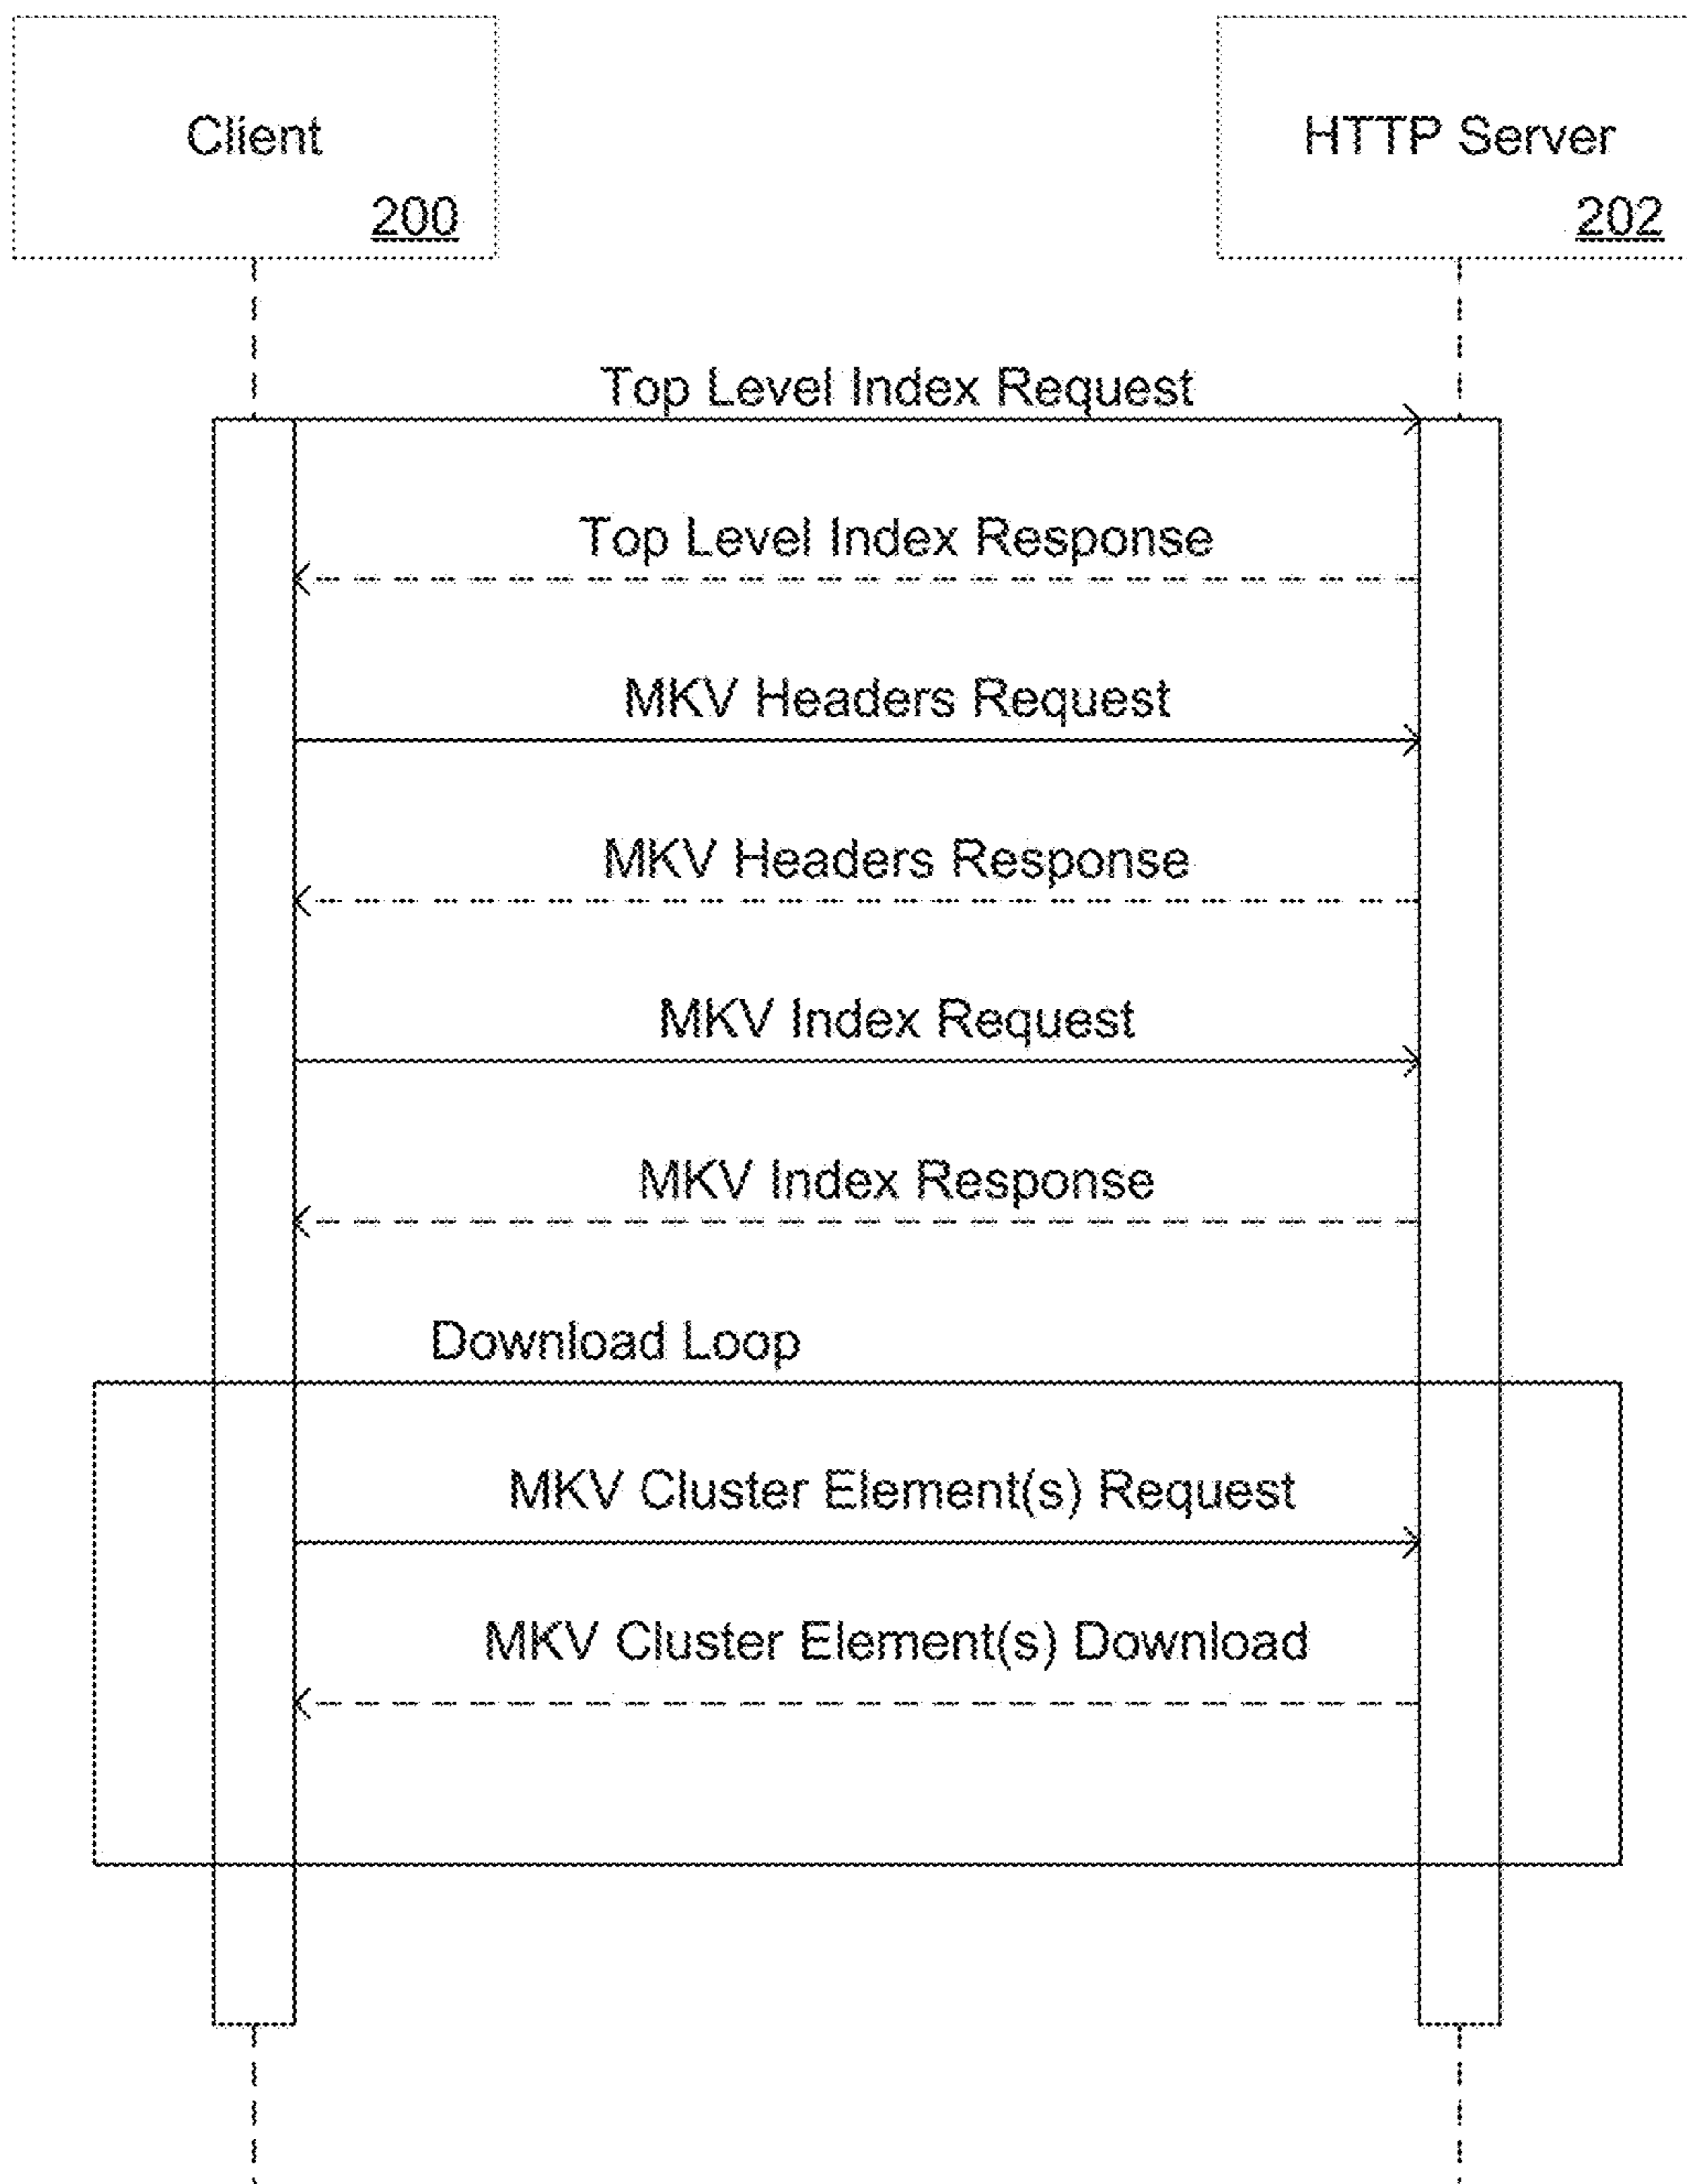 Client
200
HTTP Server
202
Top Level Index Request
Top Level Index Response
MKV Headers Request
MKV Headers Response
MKV Index Request
MKV Index Response
Download Loop
MKV Cluster Element(s) Request
MKV Cluster Element(s) Download